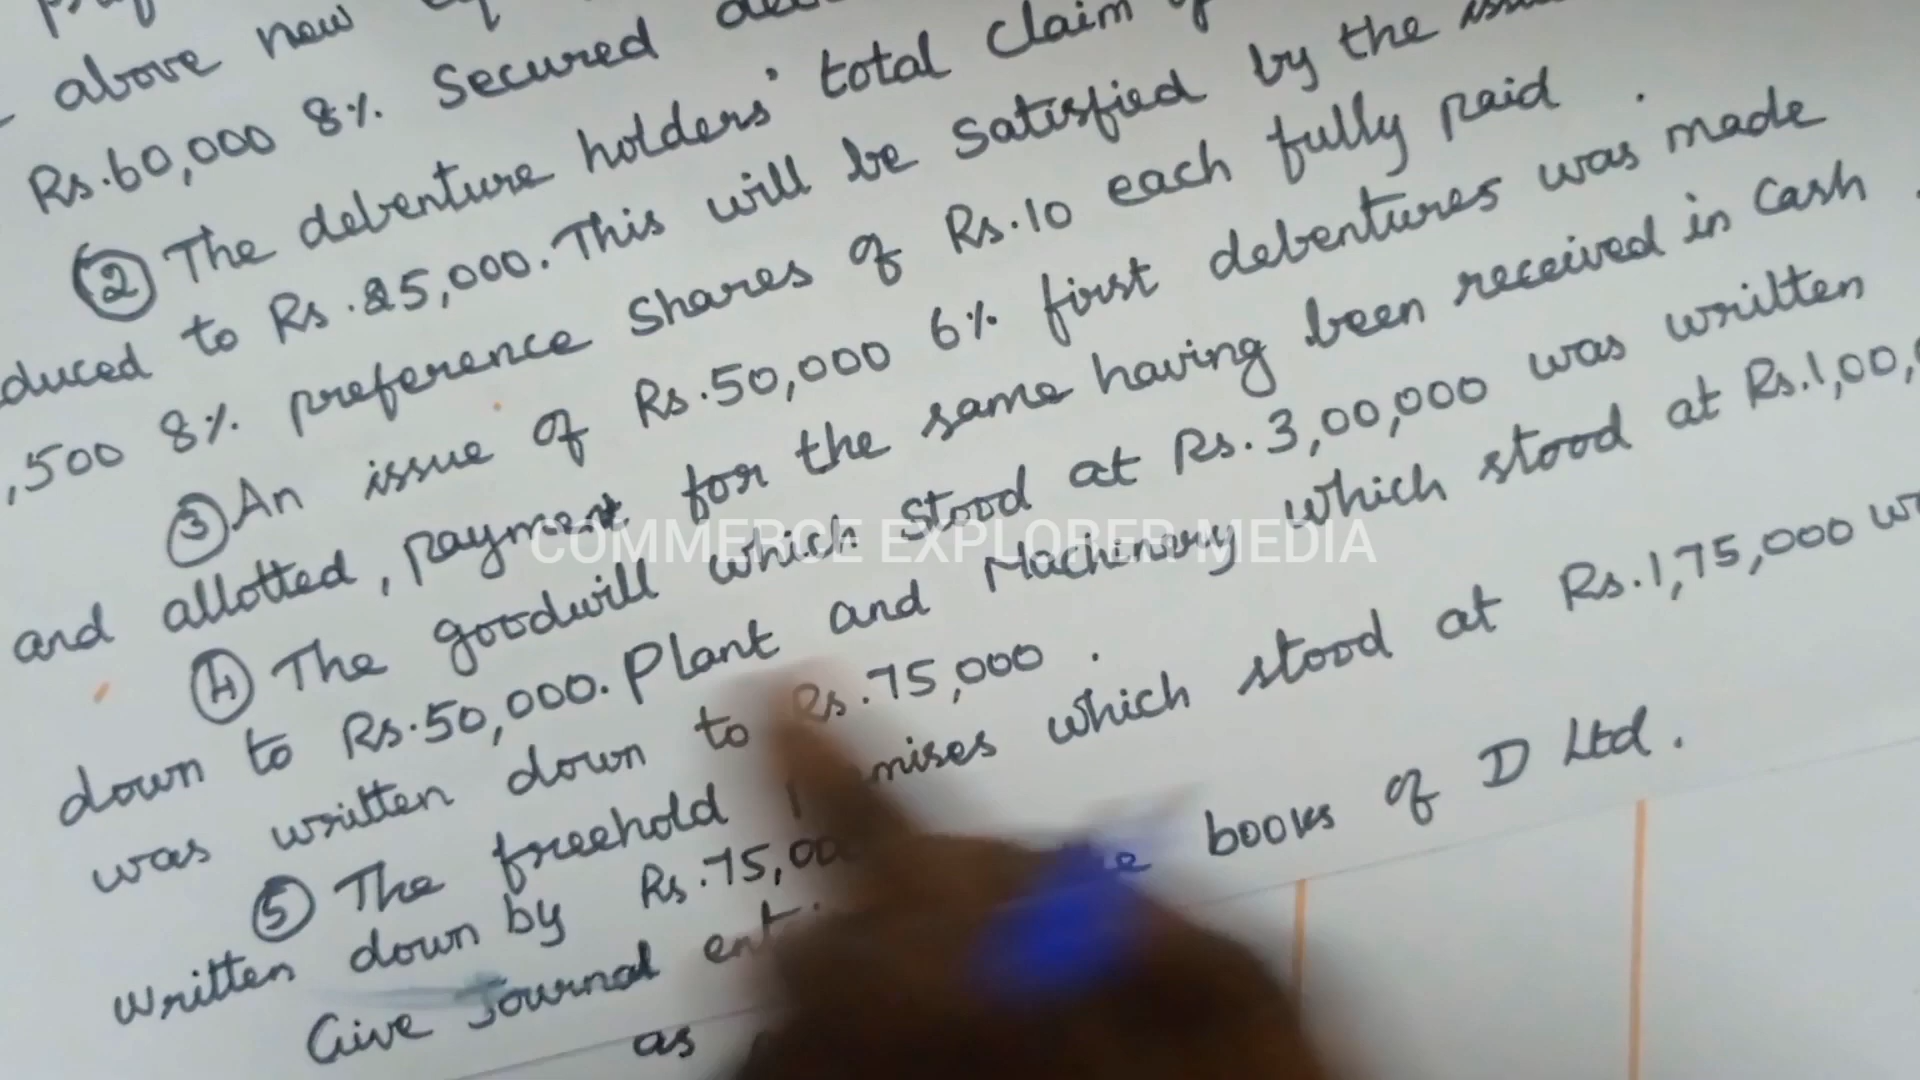 above new
Rs.60,000 8%. Secured
② The debenture holders' total claim
duced to Rs.25,000. This will be satisfied by the
,500 8%. preference shares of Rs.10 each fully paid.
③ An issue of Rs.50,000 6%. first debentures was made
and allotted, payment for the same having been received in cash.
④ The goodwill which stood at Rs.3,00,000 was written
down to Rs.50,000. Plant and Machinery which stood at Rs.1,00,
was written down to Rs.75,000.
⑤ The freehold mises which stood at Rs.1,75,000
written down by Rs.75,00
Give Journal books of D Ltd.
as
COMMERCE EXPLORER MEDIA